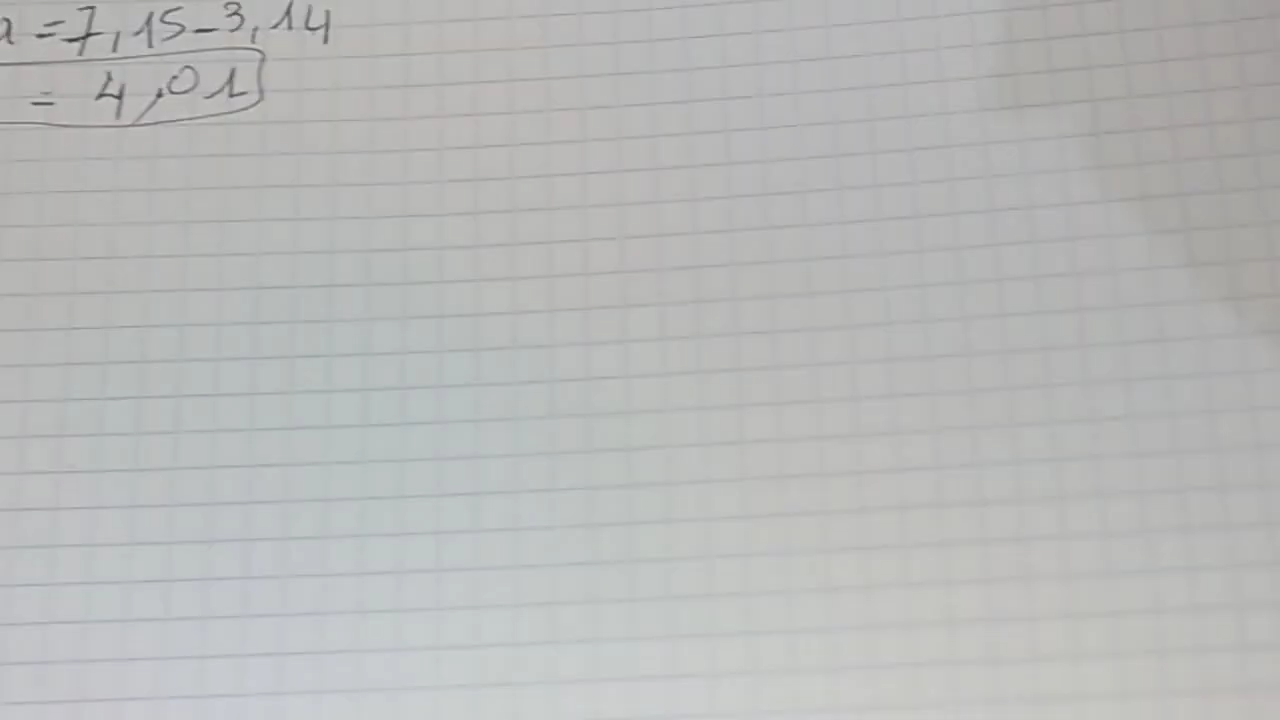 = 7,15 - 3,14
= 4,01